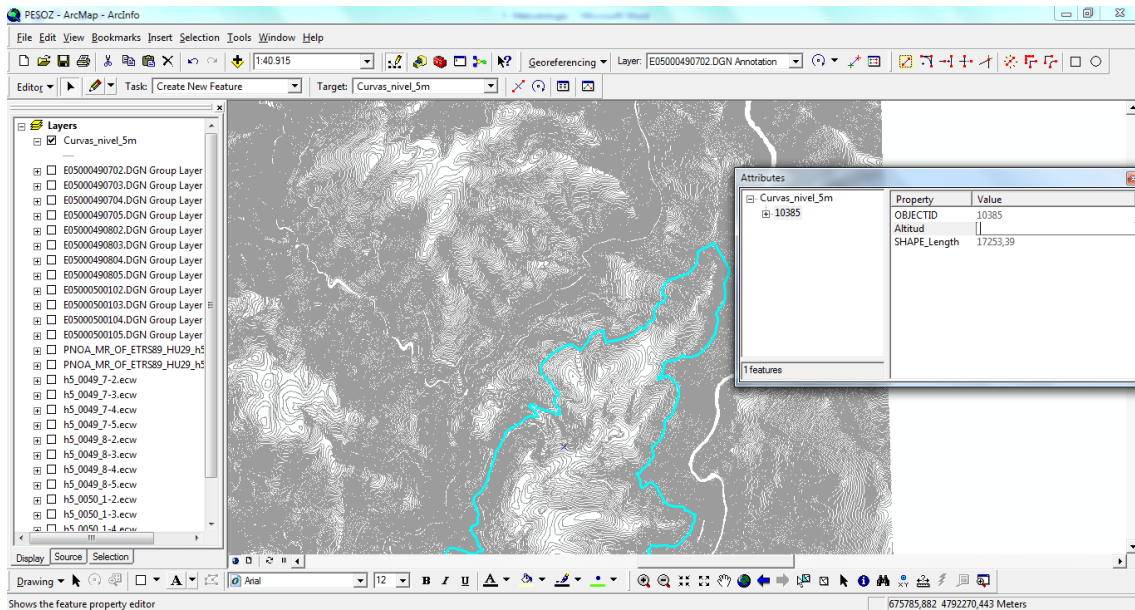 PESOZ - ArcMap - ArcInfo
File Edit View Bookmarks Insert Selection Tools Window Help
1:40.915 Georeferencing Layer: E05000490702.DGN Annotation
Editor Task: Create New Feature Target: Curvas_nivel_5m
Layers
Curvas_nivel_5m
E05000490702.DGN Group Layer
E05000490703.DGN Group Layer
E05000490704.DGN Group Layer
E05000490705.DGN Group Layer
E05000490802.DGN Group Layer
E05000490803.DGN Group Layer
E05000490804.DGN Group Layer
E05000490805.DGN Group Layer
E05000500102.DGN Group Layer
E05000500103.DGN Group Layer
E05000500104.DGN Group Layer
E05000500105.DGN Group Layer
PNOA_MR_OF_ETRS89_HU29_h5
PNOA_MR_OF_ETRS89_HU29_h5
h5_0049_7-2.ecw
h5_0049_7-3.ecw
h5_0049_7-4.ecw
h5_0049_7-5.ecw
h5_0049_8-2.ecw
h5_0049_8-3.ecw
h5_0049_8-4.ecw
h5_0049_8-5.ecw
h5_0050_1-2.ecw
h5_0050_1-3.ecw
h5_0050_1-4.ecw
Display Source Selection
Attributes
Curvas_nivel_5m
10385
1 features
Property Value
OBJECTID 10385
Altitud
SHAPE_Length 17253,39
Drawing A Arial 12 B I U A
Shows the feature property editor
675785,882 4792270,443 Meters